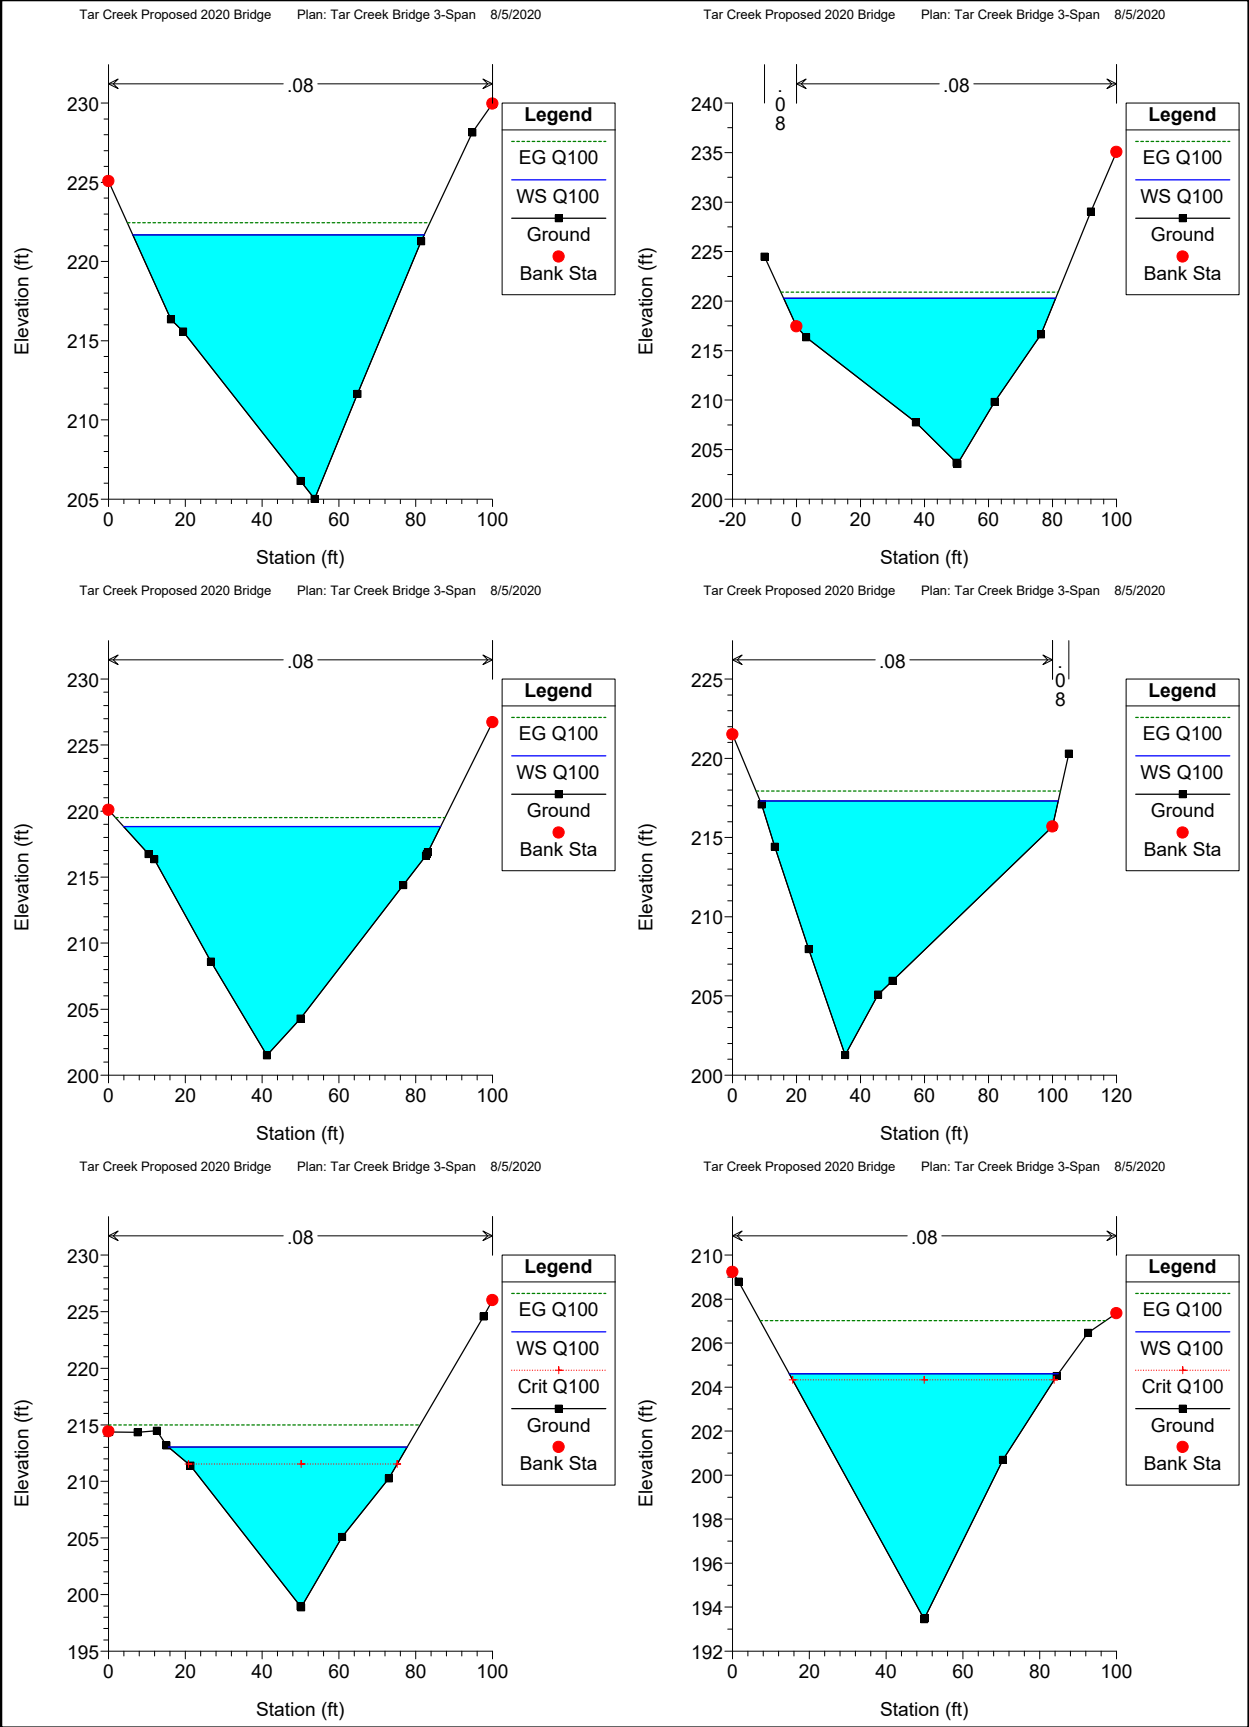 Tar Creek Proposed 2020 Bridge Plan: Tar Creek Bridge 3-Span 8/5/2020
.08
230
225
220
215
210
205
Elevation (ft)
0 20 40 60 80 100
Station (ft)
Legend
EG Q100
WS Q100
Ground
Bank Sta
Tar Creek Proposed 2020 Bridge Plan: Tar Creek Bridge 3-Span 8/5/2020
.08
.08
240
235
230
225
220
215
210
205
200
Elevation (ft)
-20 0 20 40 60 80 100
Station (ft)
Legend
EG Q100
WS Q100
Ground
Bank Sta
Tar Creek Proposed 2020 Bridge Plan: Tar Creek Bridge 3-Span 8/5/2020
.08
230
225
220
215
210
205
200
Elevation (ft)
0 20 40 60 80 100
Station (ft)
Legend
EG Q100
WS Q100
Ground
Bank Sta
Tar Creek Proposed 2020 Bridge Plan: Tar Creek Bridge 3-Span 8/5/2020
.08
.08
225
220
215
210
205
200
Elevation (ft)
0 20 40 60 80 100 120
Station (ft)
Legend
EG Q100
WS Q100
Ground
Bank Sta
Tar Creek Proposed 2020 Bridge Plan: Tar Creek Bridge 3-Span 8/5/2020
.08
230
225
220
215
210
205
200
195
Elevation (ft)
0 20 40 60 80 100
Station (ft)
Legend
EG Q100
WS Q100
Crit Q100
Ground
Bank Sta
Tar Creek Proposed 2020 Bridge Plan: Tar Creek Bridge 3-Span 8/5/2020
.08
210
208
206
204
202
200
198
196
194
192
Elevation (ft)
0 20 40 60 80 100
Station (ft)
Legend
EG Q100
WS Q100
Crit Q100
Ground
Bank Sta